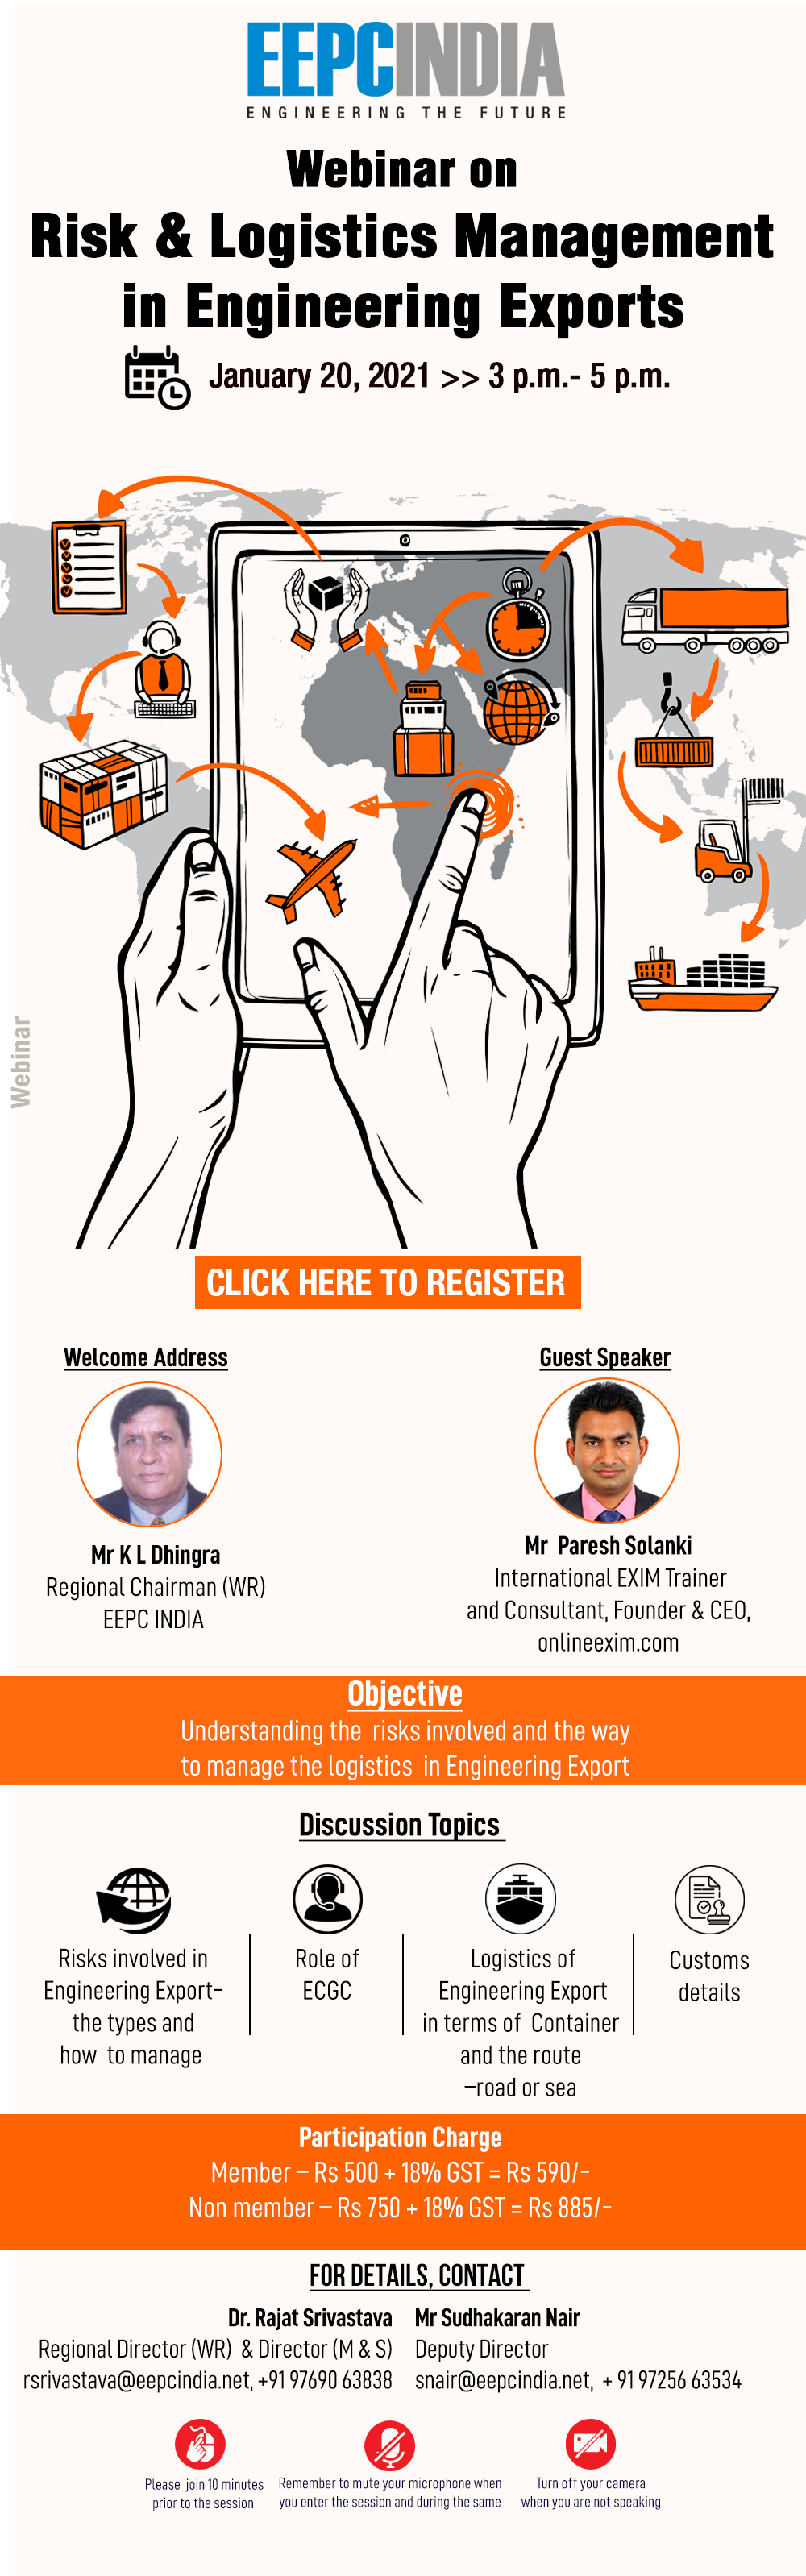 EEPCINDIA
ENGINEERING THE FUTURE
Webinar on
Risk & Logistics Management
in Engineering Exports
January 20, 2021 >> 3 p.m.- 5 p.m.
Webinar
CLICK HERE TO REGISTER
Welcome Address
Mr K L Dhingra
Regional Chairman (WR)
EEPC INDIA
Guest Speaker
Mr Paresh Solanki
International EXIM Trainer
and Consultant, Founder & CEO,
onlineexim.com
Objective
Understanding the risks involved and the way
to manage the logistics in Engineering Export
Discussion Topics
Risks involved in
Engineering Export-
the types and
how to manage
Role of
ECGC
Logistics of
Engineering Export
in terms of Container
and the route
–road or sea
Customs
details
Participation Charge
Member – Rs 500 + 18% GST = Rs 590/-
Non member – Rs 750 + 18% GST = Rs 885/-
FOR DETAILS, CONTACT
Dr. Rajat Srivastava
Regional Director (WR) & Director (M & S)
rsrivastava@eepcindia.net, +91 97690 63838
Mr Sudhakaran Nair
Deputy Director
snair@eepcindia.net, + 91 97256 63534
Please join 10 minutes
prior to the session
Remember to mute your microphone when
you enter the session and during the same
Turn off your camera
when you are not speaking